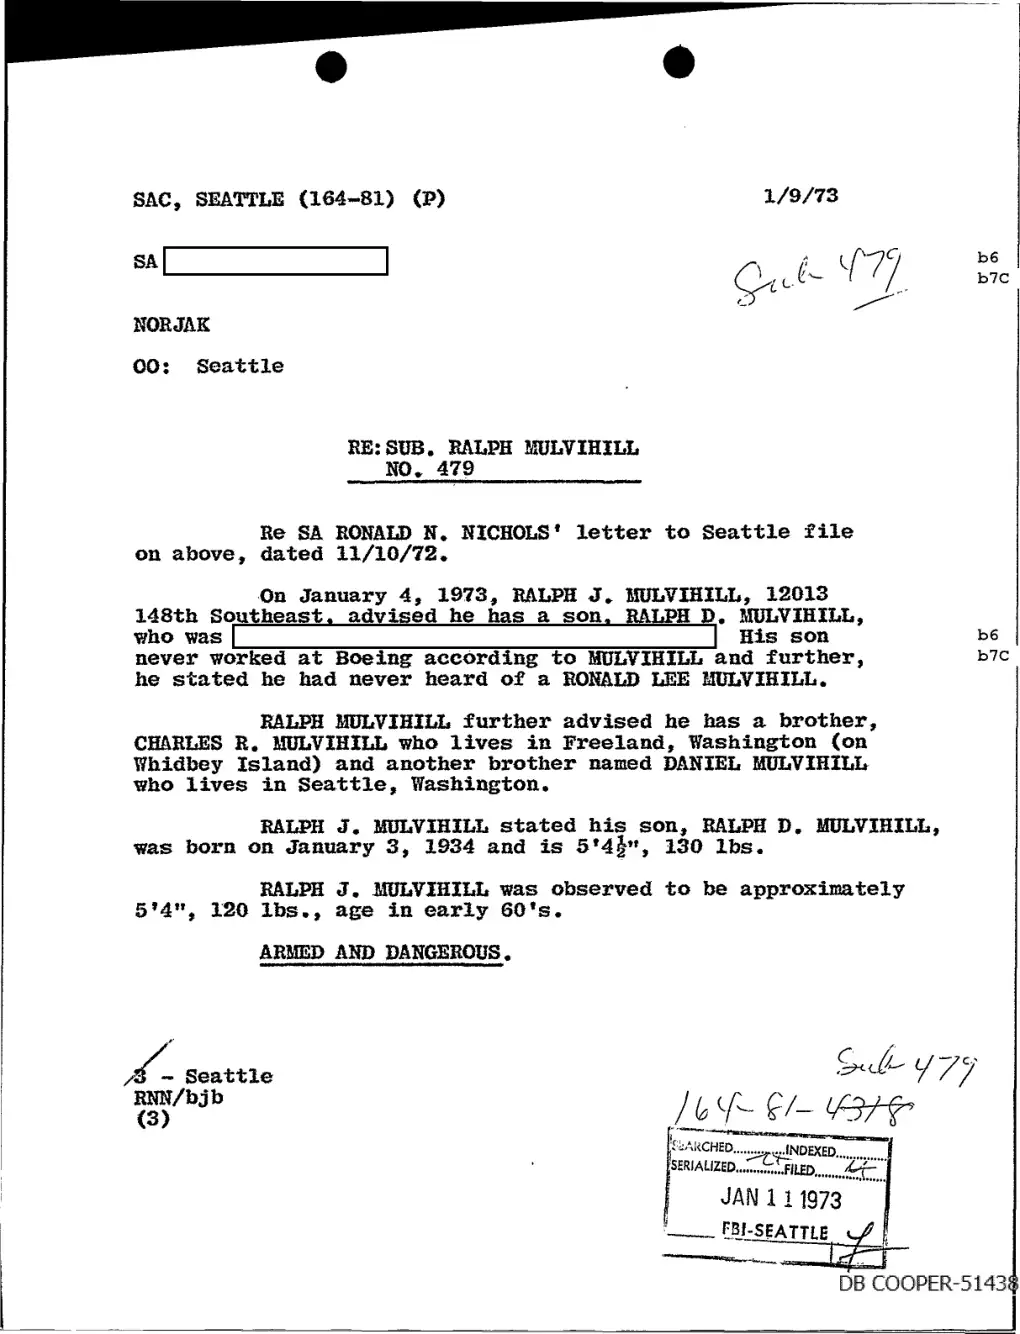 SAC, SEATTLE (164-81) (P) 1/9/73
SA
Sub 479
b6
b7C
NORJAK
OO: Seattle
RE: SUB. RALPH MULVIHILL
NO. 479
Re SA RONALD N. NICHOLS' letter to Seattle file
on above, dated 11/10/72.
On January 4, 1973, RALPH J. MULVIHILL, 12013
148th Southeast, advised he has a son, RALPH D. MULVIHILL,
who was His son b6
never worked at Boeing according to MULVIHILL and further, b7C
he stated he had never heard of a RONALD LEE MULVIHILL.
RALPH MULVIHILL further advised he has a brother,
CHARLES R. MULVIHILL who lives in Freeland, Washington (on
Whidbey Island) and another brother named DANIEL MULVIHILL
who lives in Seattle, Washington.
RALPH J. MULVIHILL stated his son, RALPH D. MULVIHILL,
was born on January 3, 1934 and is 5'4½", 130 lbs.
RALPH J. MULVIHILL was observed to be approximately
5'4", 120 lbs., age in early 60's.
ARMED AND DANGEROUS.
3 - Seattle
RNN/bjb
(3)
Sub 479
164-81-4318
SEARCHED............INDEXED............
SERIALIZED............FILED............
JAN 11 1973
FBI-SEATTLE
DB COOPER-51438